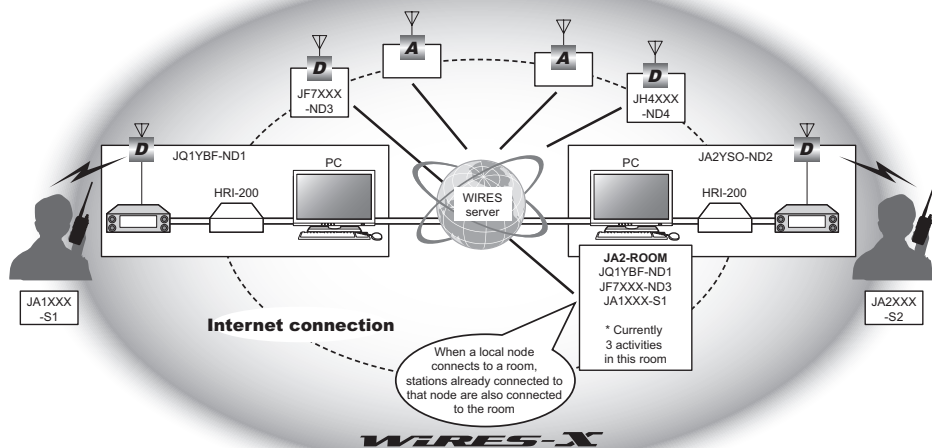 A
A
D
D
JF7XXX
-ND3
JH4XXX
-ND4
D
JQ1YBF-ND1
PC
HRI-200
WIRES
server
PC
JA2YSO-ND2
HRI-200
D
JA1XXX
-S1
JA2XXX
-S2
JA2-ROOM
JQ1YBF-ND1
JF7XXX-ND3
JA1XXX-S1
* Currently
3 activities
in this room
Internet connection
When a local node
connects to a room,
stations already connected to
that node are also connected
to the room
WiRES-X